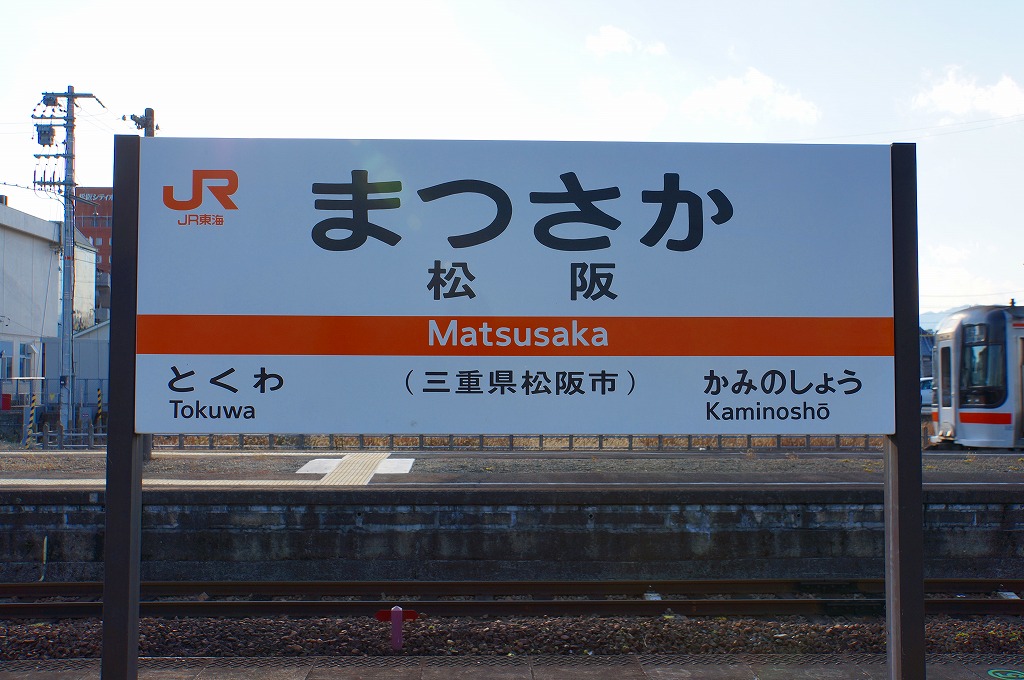 JR
JR東海
まつさか
松阪
Matsusaka
とくわ
Tokuwa
（三重県松阪市）
かみのしょう
Kaminoshō